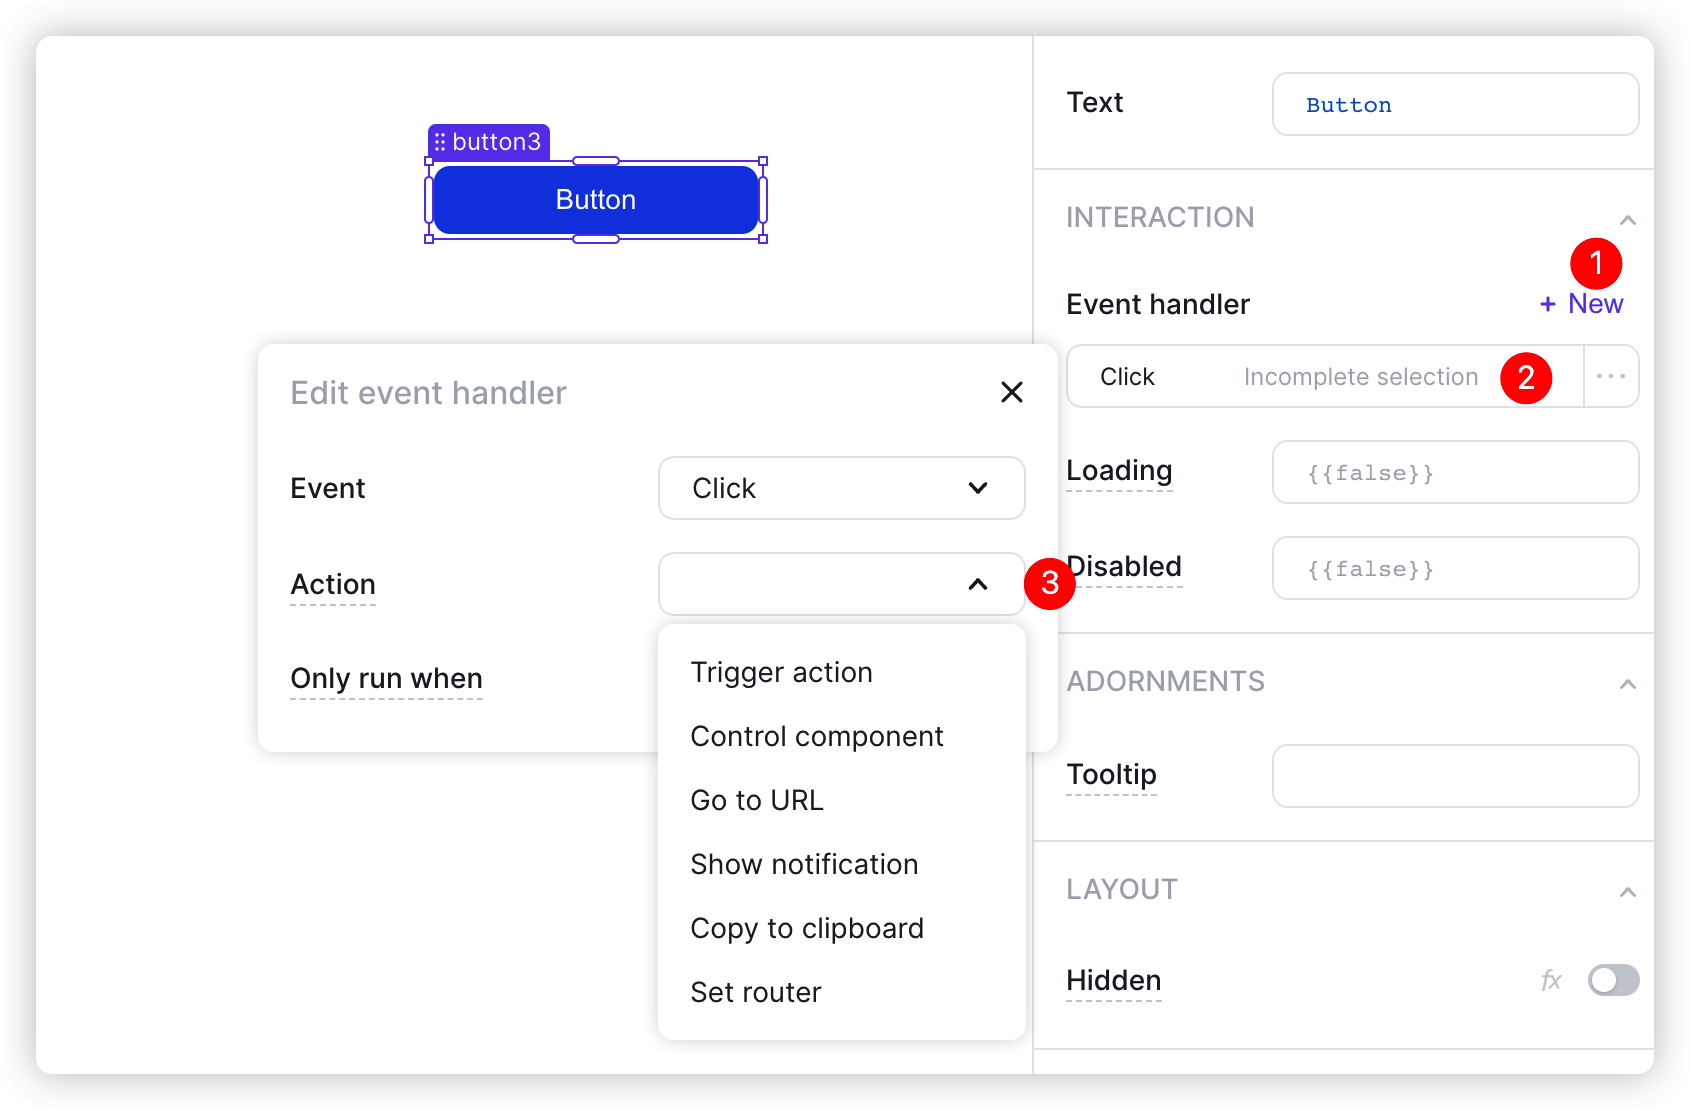 button3
Button
Edit event handler
Event
Click
Action
3
Only run when
Trigger action
Control component
Go to URL
Show notification
Copy to clipboard
Set router
Text
Button
INTERACTION
1
Event handler
+ New
Click
Incomplete selection
2
Loading
{{false}}
Disabled
{{false}}
ADORNMENTS
Tooltip
LAYOUT
Hidden
fx